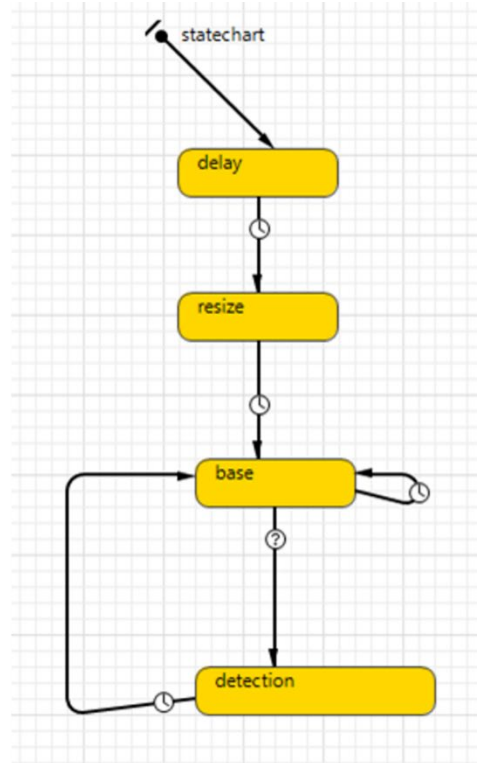 statechart
delay
resize
base
?
detection